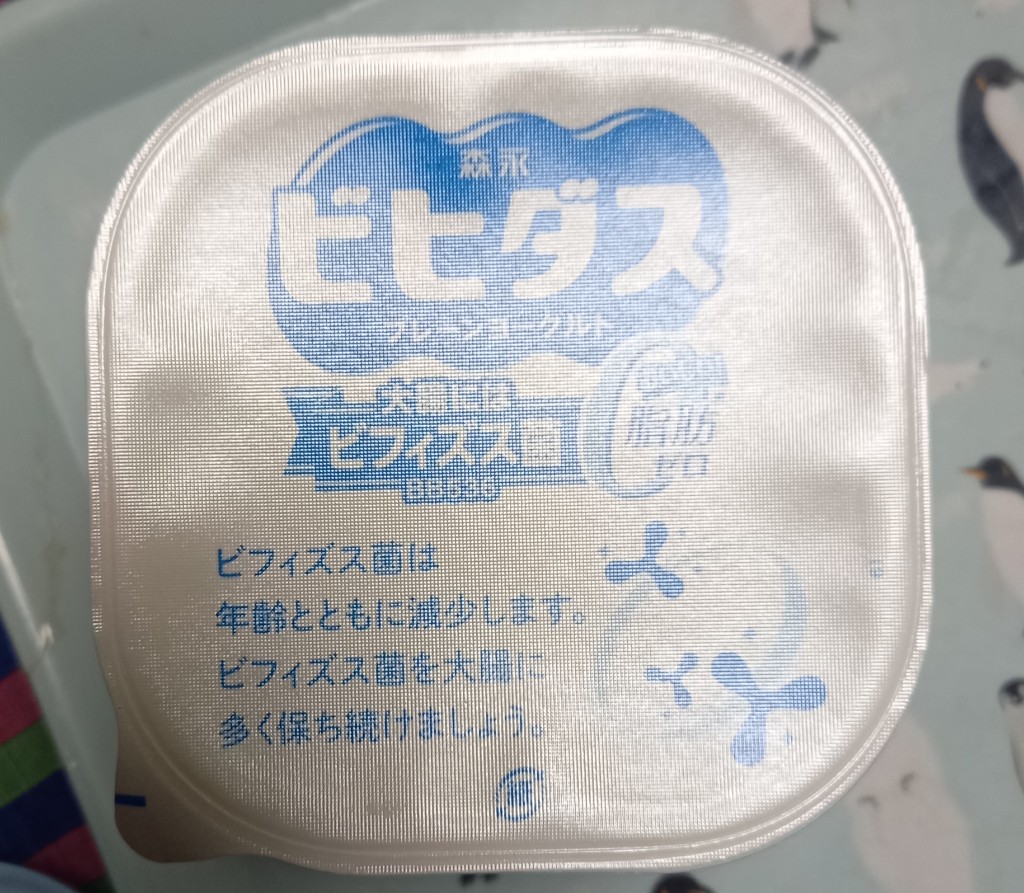 森永
ビヒダス
プレーンヨーグルト
大腸には
ビフィズス菌
BB536
脂肪
ゼロ
ビフィズス菌は
年齢とともに減少します。
ビフィズス菌を大腸に
多く保ち続けましょう。
紙